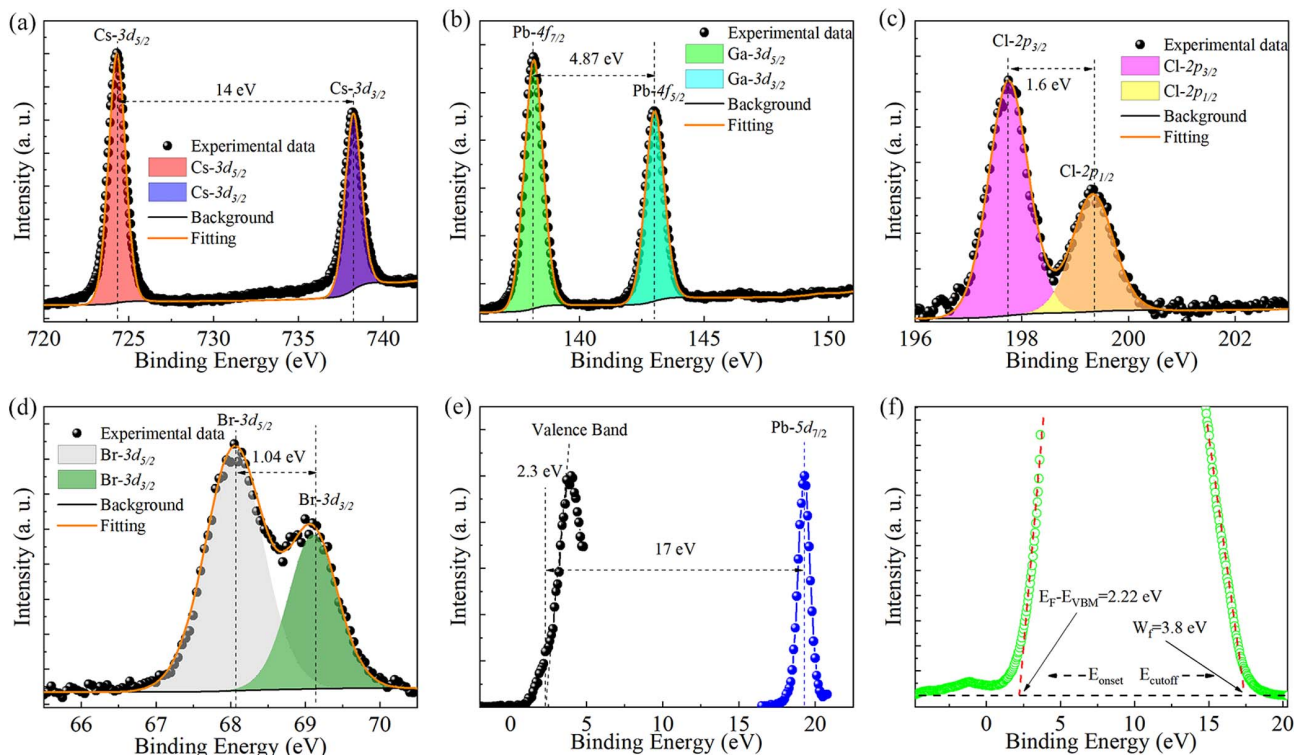 (a)
Cs-3d5/2
14 eV
Cs-3d3/2
Experimental data
Cs-3d5/2
Cs-3d3/2
Background
Fitting
Intensity (a. u.)
720 730 740
Binding Energy (eV)
(b)
Pb-4f7/2
4.87 eV
Pb-4f5/2
Experimental data
Ga-3d5/2
Ga-3d3/2
Background
Fitting
Intensity (a. u.)
140 145 150
Binding Energy (eV)
(c)
Cl-2p3/2
1.6 eV
Cl-2p1/2
Experimental data
Cl-2p3/2
Cl-2p1/2
Background
Fitting
Intensity (a. u.)
196 198 200 202
Binding Energy (eV)
(d)
Br-3d5/2
1.04 eV
Br-3d3/2
Experimental data
Br-3d5/2
Br-3d3/2
Background
Fitting
Intensity (a. u.)
66 67 68 69 70
Binding Energy (eV)
(e)
Valence Band
Pb-5d7/2
2.3 eV
17 eV
Intensity (a. u.)
0 5 10 15 20
Binding Energy (eV)
(f)
EF-EVBM=2.22 eV
Wf=3.8 eV
Eonset Ecutoff
Intensity (a. u.)
0 5 10 15 20
Binding Energy (eV)